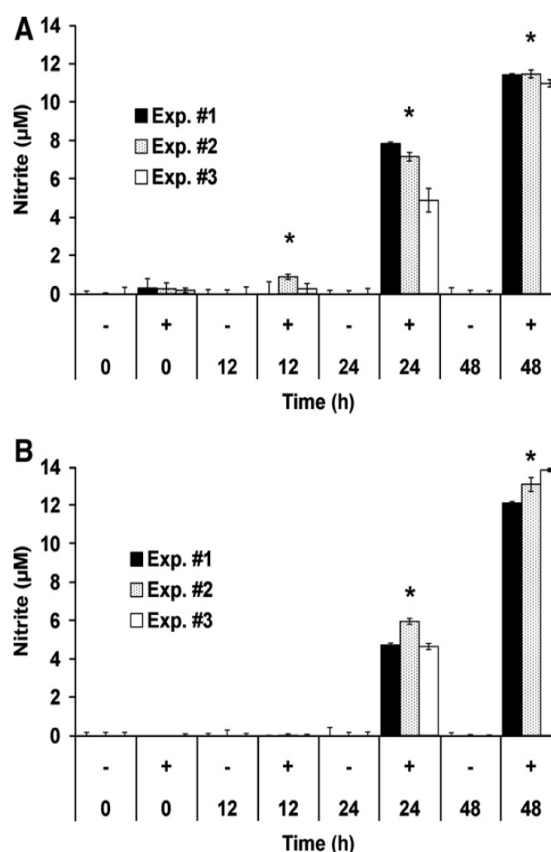 A
14
12
10
8
6
4
2
0
Nitrite (µM)
Exp. #1
Exp. #2
Exp. #3
*
*
*
- + - + - + - +
0 0 12 12 24 24 48 48
Time (h)
B
14
12
10
8
6
4
2
0
Nitrite (µM)
Exp. #1
Exp. #2
Exp. #3
*
*
- + - + - + - +
0 0 12 12 24 24 48 48
Time (h)